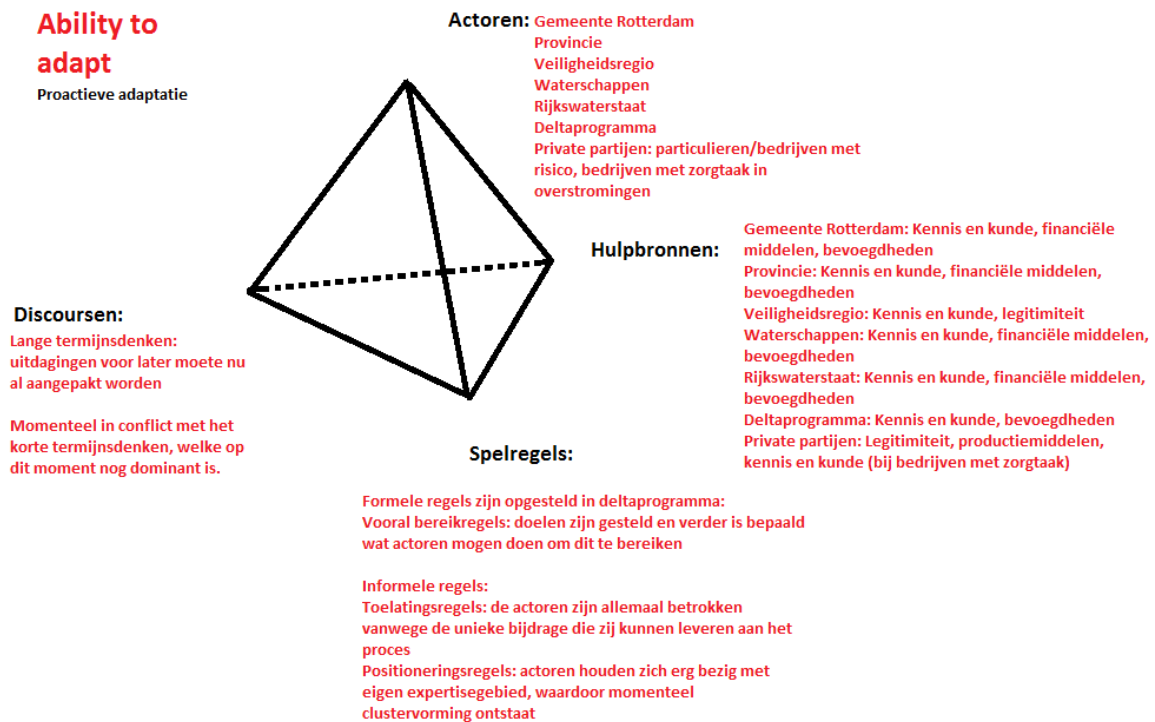 Ability to
adapt
Proactieve adaptatie
Actoren:
Gemeente Rotterdam
Provincie
Veiligheidsregio
Waterschappen
Rijkswaterstaat
Deltaprogramma
Private partijen: particulieren/bedrijven met
risico, bedrijven met zorgtaak in
overstromingen
Hulpbronnen:
Gemeente Rotterdam: Kennis en kunde, financiële
middelen, bevoegdheden
Provincie: Kennis en kunde, financiële middelen,
bevoegdheden
Veiligheidsregio: Kennis en kunde, legitimiteit
Waterschappen: Kennis en kunde, financiële middelen,
bevoegdheden
Rijkswaterstaat: Kennis en kunde, financiële middelen,
bevoegdheden
Deltaprogramma: Kennis en kunde, bevoegdheden
Private partijen: Legitimiteit, productiemiddelen,
kennis en kunde (bij bedrijven met zorgtaak)
Discoursen:
Lange termijnsdenken:
uitdagingen voor later moete nu
al aangepakt worden
Momenteel in conflict met het
korte termijnsdenken, welke op
dit moment nog dominant is.
Spelregels:
Formele regels zijn opgesteld in deltaprogramma:
Vooral bereikregels: doelen zijn gesteld en verder is bepaald
wat actoren mogen doen om dit te bereiken
Informele regels:
Toelatingsregels: de actoren zijn allemaal betrokken
vanwege de unieke bijdrage die zij kunnen leveren aan het
proces
Positioneringsregels: actoren houden zich erg bezig met
eigen expertisegebied, waardoor momenteel
clustervorming ontstaat